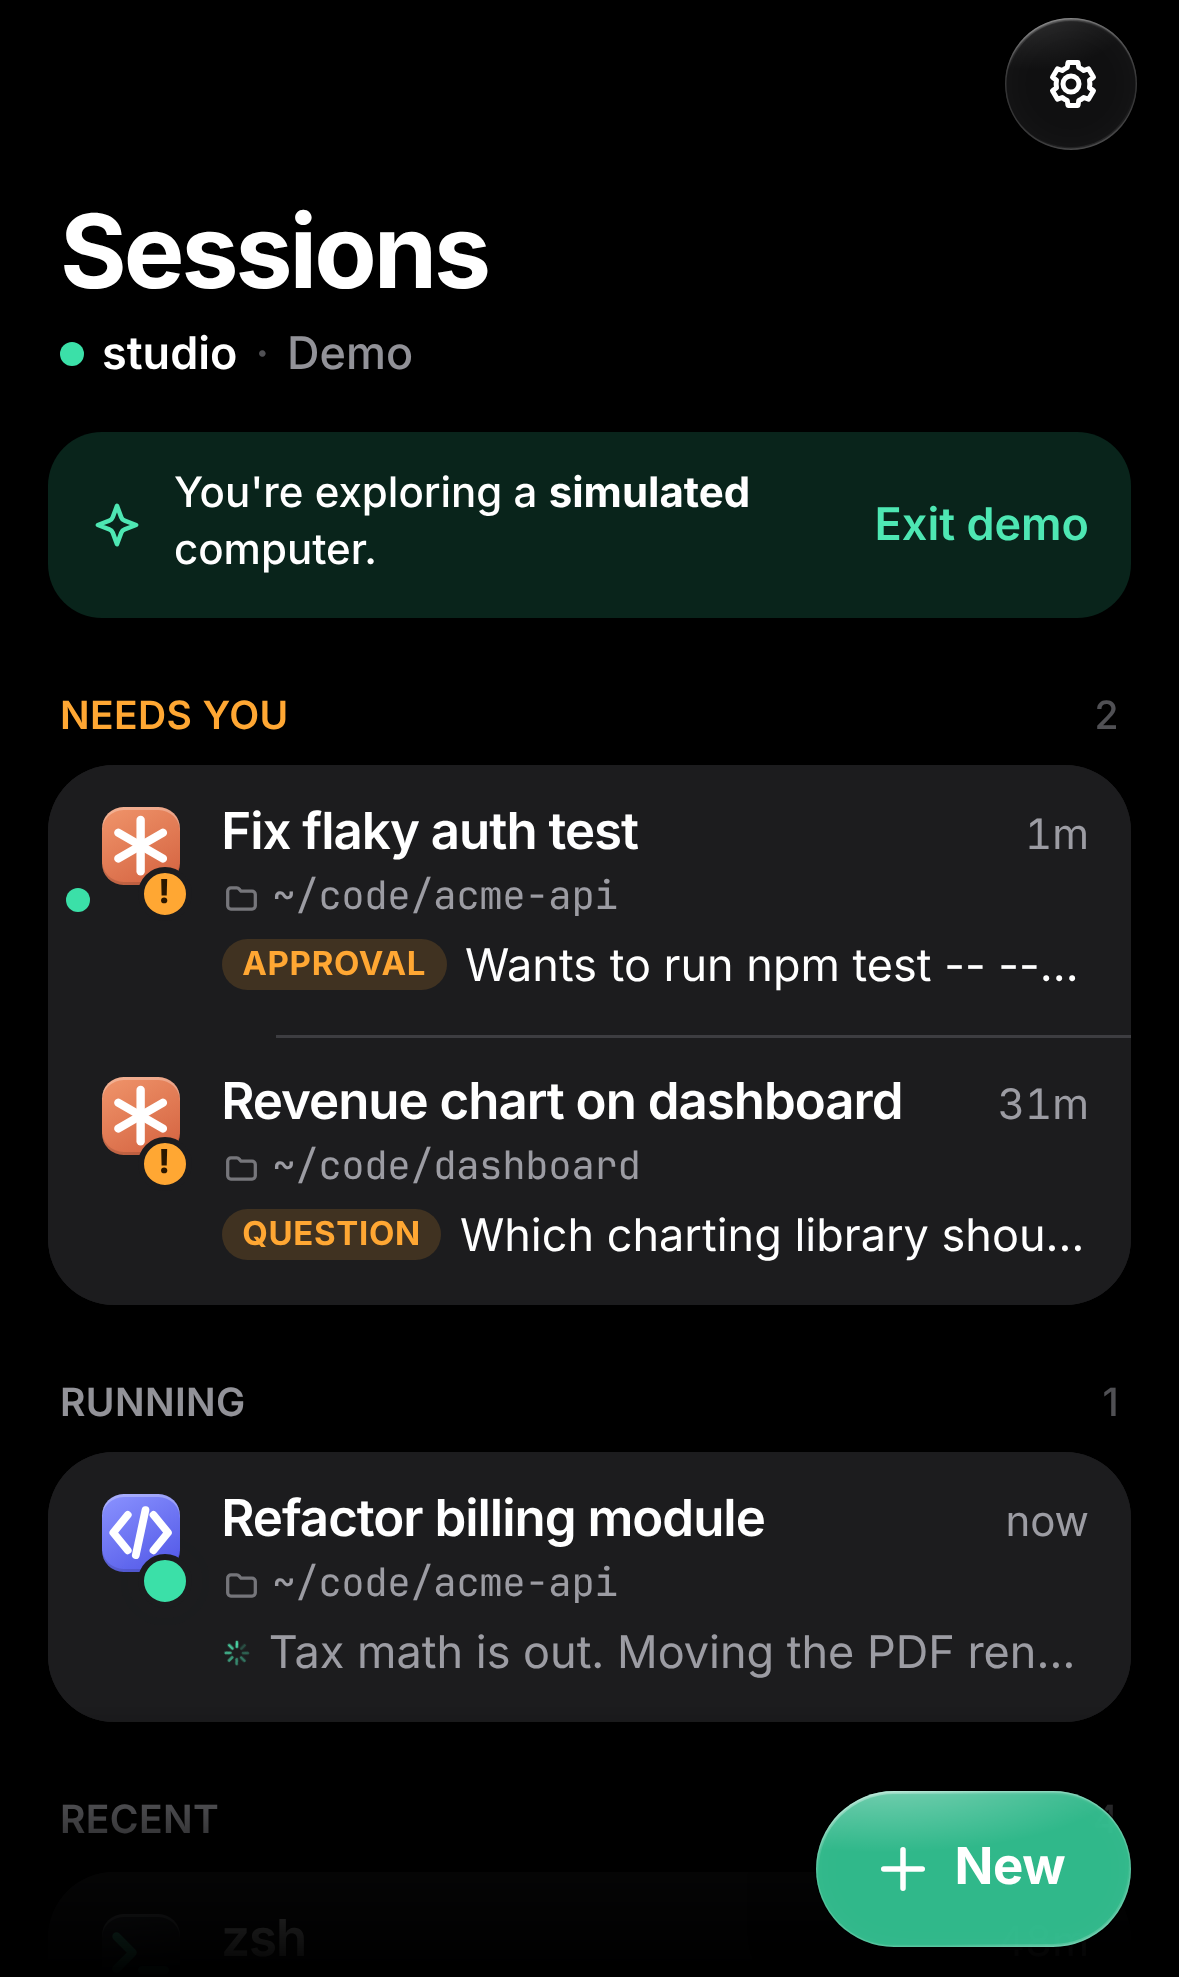 Sessions
studio · Demo
You're exploring a simulated
computer.
Exit demo
NEEDS YOU 2
Fix flaky auth test 1m
~/code/acme-api
APPROVAL Wants to run npm test -- --...
Revenue chart on dashboard 31m
~/code/dashboard
QUESTION Which charting library shou...
RUNNING 1
Refactor billing module now
~/code/acme-api
Tax math is out. Moving the PDF ren...
RECENT
New
zsh